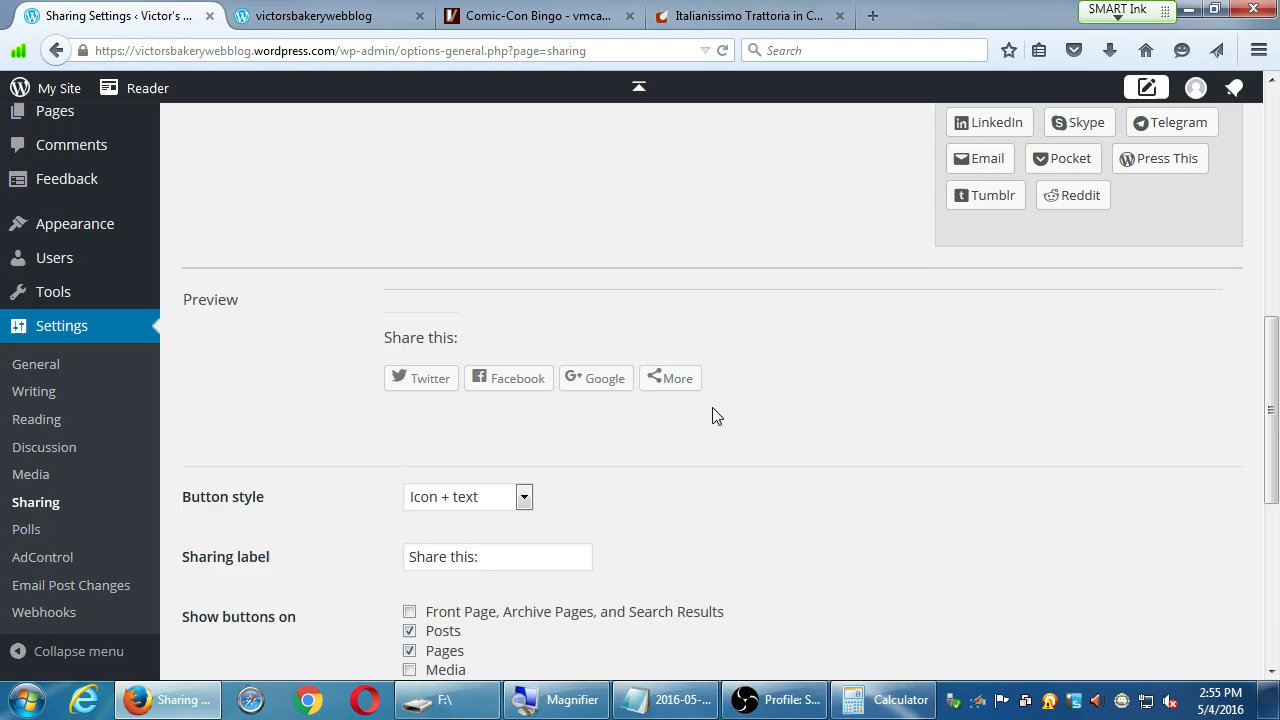 Sharing Settings ‹ Victor's ...
victorsbakerywebblog
Comic-Con Bingo - vmca...
Italianissimo Trattoria in C...
SMART Ink
https://victorsbakerywebblog.wordpress.com/wp-admin/options-general.php?page=sharing
Search
My Site
Reader
Pages
Comments
Feedback
Appearance
Users
Tools
Settings
General
Writing
Reading
Discussion
Media
Sharing
Polls
AdControl
Email Post Changes
Webhooks
Collapse menu
LinkedIn Skype Telegram
Email Pocket Press This
Tumblr Reddit
Preview
Share this:
Twitter Facebook Google More
Button style Icon + text
Sharing label Share this:
Show buttons on Front Page, Archive Pages, and Search Results
Posts
Pages
Media
Sharing ...
F:\
Magnifier
2016-05-...
Profile: S...
Calculator
2:55 PM
5/4/2016